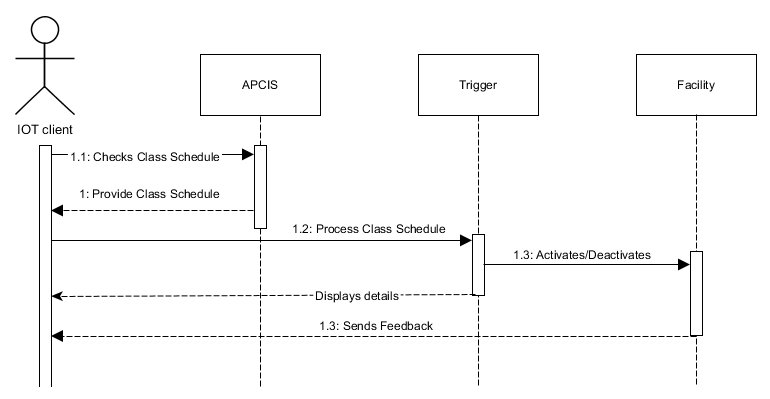 APCIS
Trigger
Facility
IOT client
1.1: Checks Class Schedule
1: Provide Class Schedule
1.2: Process Class Schedule
1.3: Activates/Deactivates
Displays details
1.3: Sends Feedback